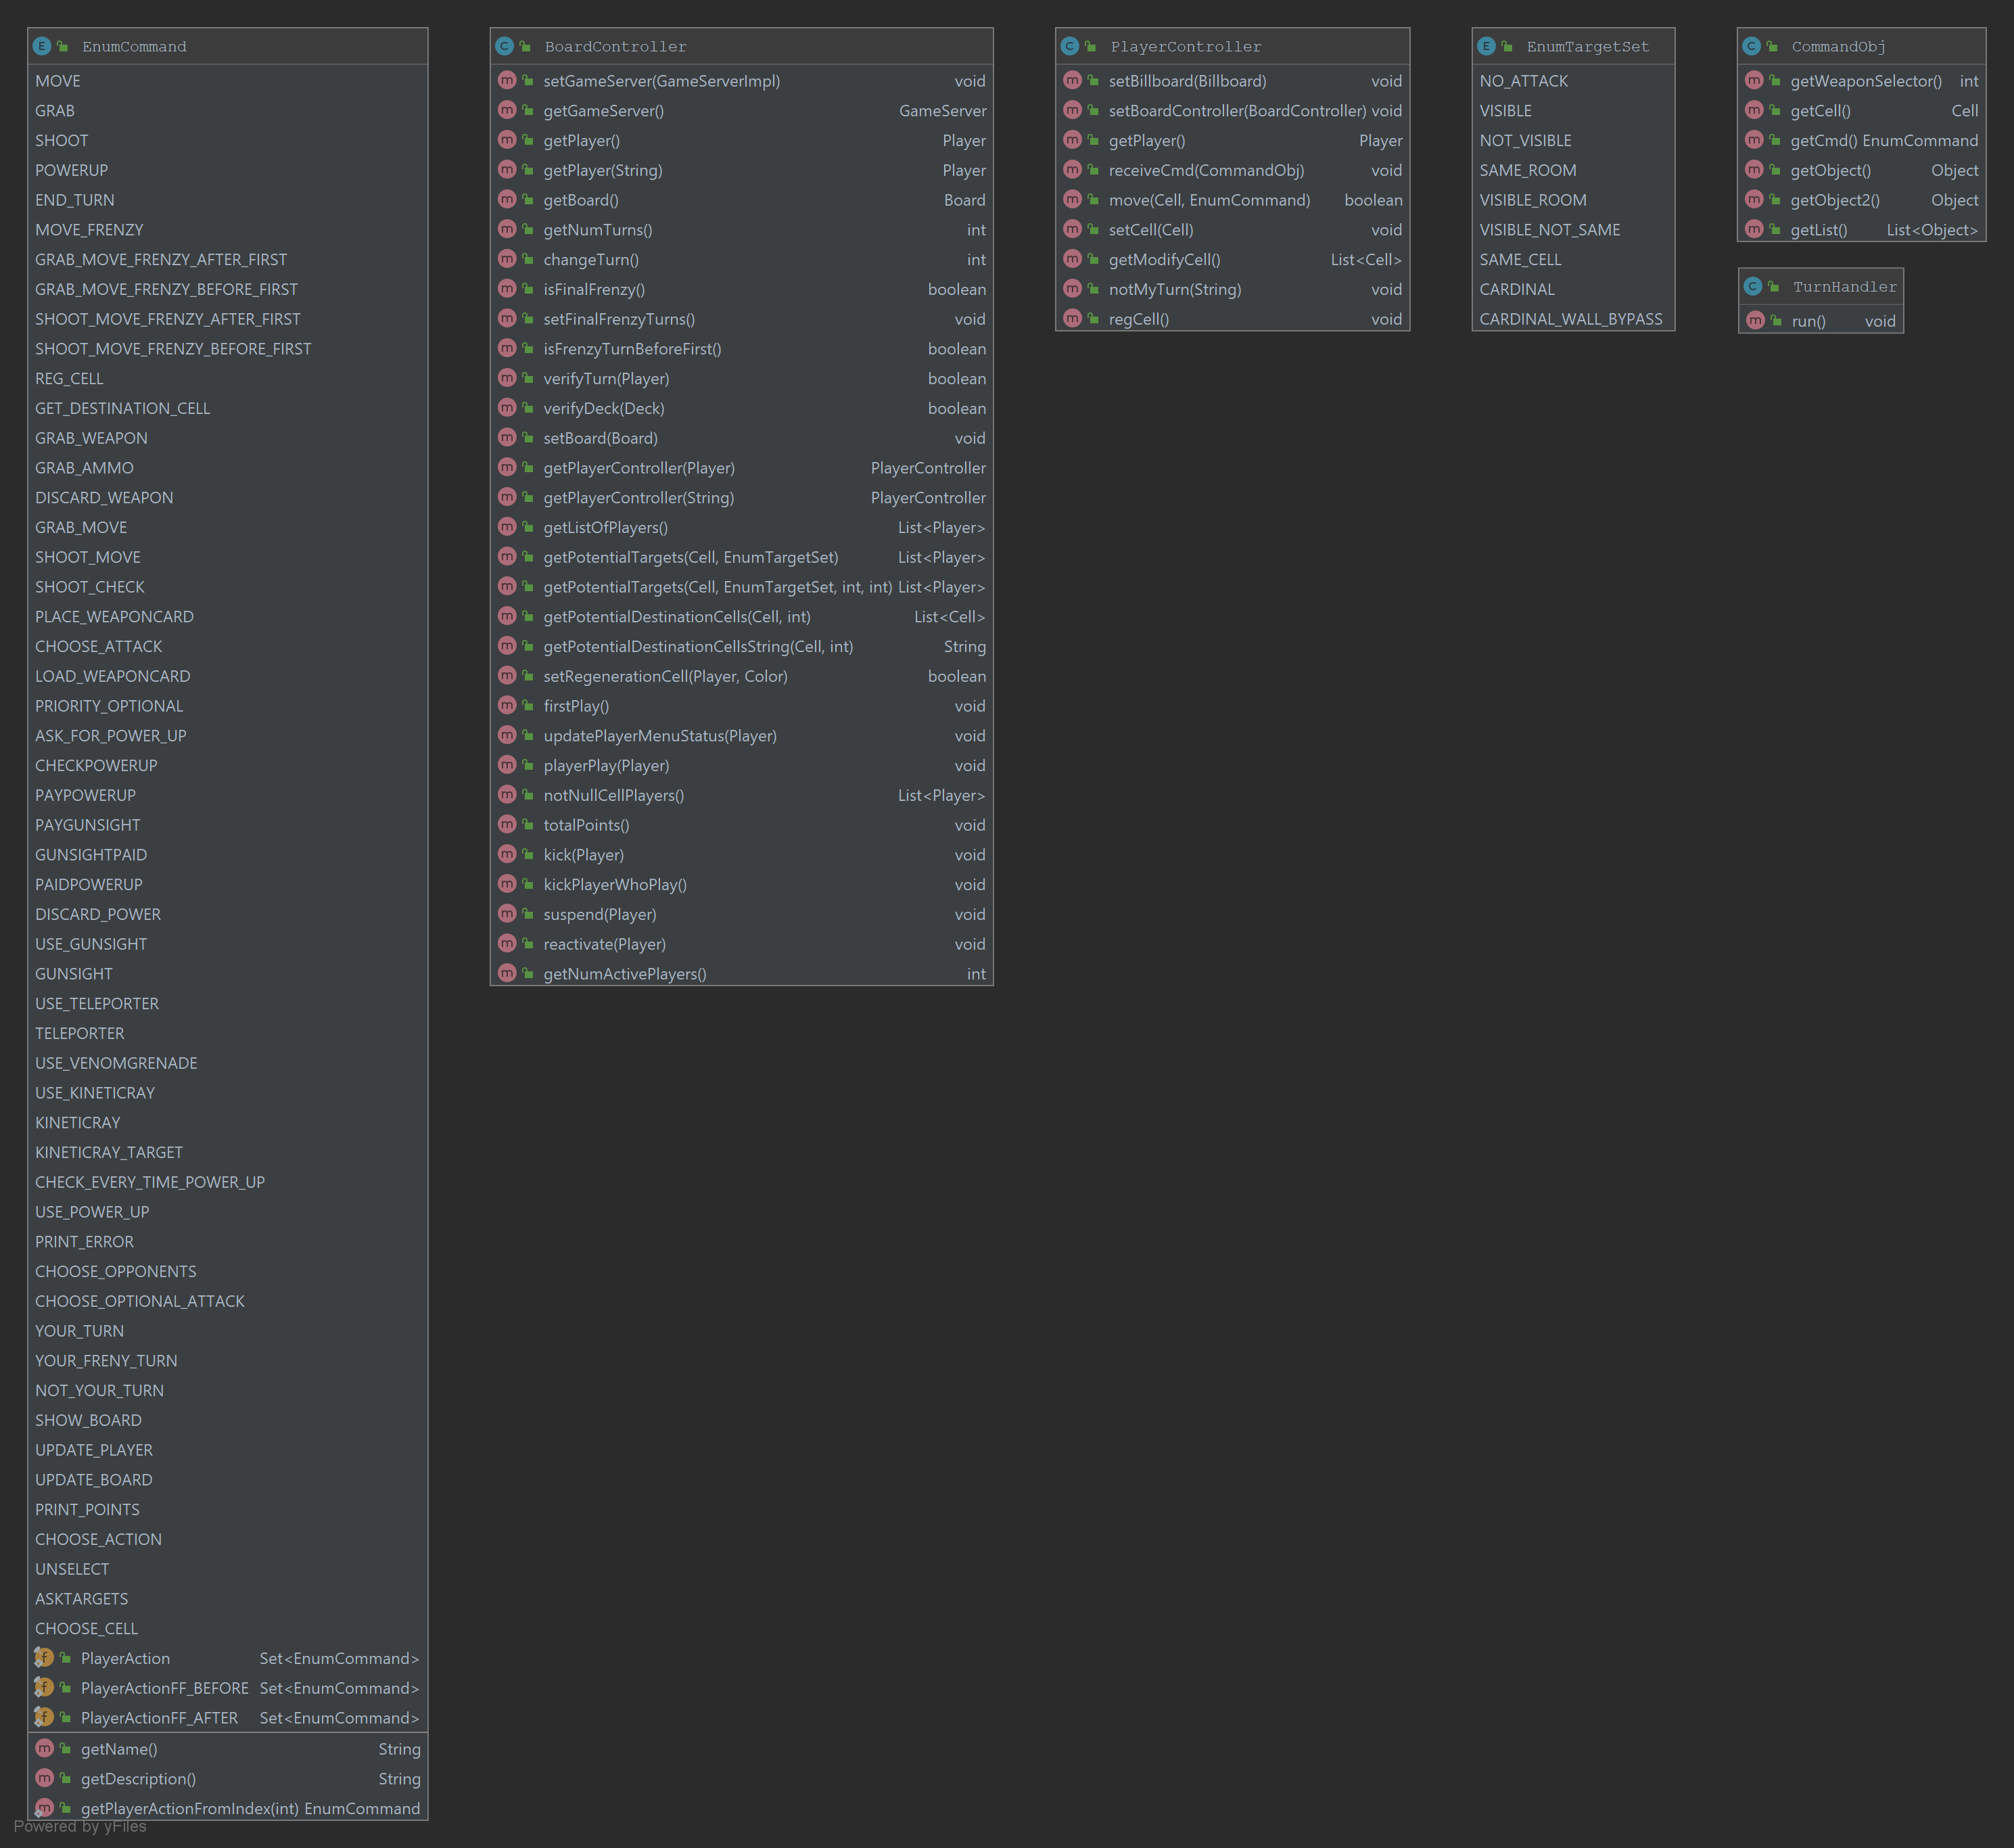 EnumCommand
MOVE
GRAB
SHOOT
POWERUP
END_TURN
MOVE_FRENZY
GRAB_MOVE_FRENZY_AFTER_FIRST
GRAB_MOVE_FRENZY_BEFORE_FIRST
SHOOT_MOVE_FRENZY_AFTER_FIRST
SHOOT_MOVE_FRENZY_BEFORE_FIRST
REG_CELL
GET_DESTINATION_CELL
GRAB_WEAPON
GRAB_AMMO
DISCARD_WEAPON
GRAB_MOVE
SHOOT_MOVE
SHOOT_CHECK
PLACE_WEAPONCARD
CHOOSE_ATTACK
LOAD_WEAPONCARD
PRIORITY_OPTIONAL
ASK_FOR_POWER_UP
CHECKPOWERUP
PAYPOWERUP
PAYGUNSIGHT
GUNSIGHTPAID
PAIDPOWERUP
DISCARD_POWER
USE_GUNSIGHT
GUNSIGHT
USE_TELEPORTER
TELEPORTER
USE_VENOMGRENADE
USE_KINETICRAY
KINETICRAY
KINETICRAY_TARGET
CHECK_EVERY_TIME_POWER_UP
USE_POWER_UP
PRINT_ERROR
CHOOSE_OPPONENTS
CHOOSE_OPTIONAL_ATTACK
YOUR_TURN
YOUR_FRENY_TURN
NOT_YOUR_TURN
SHOW_BOARD
UPDATE_PLAYER
UPDATE_BOARD
PRINT_POINTS
CHOOSE_ACTION
UNSELECT
ASKTARGETS
CHOOSE_CELL
PlayerAction Set<EnumCommand>
PlayerActionFF_BEFORE Set<EnumCommand>
PlayerActionFF_AFTER Set<EnumCommand>
getName() String
getDescription() String
getPlayerActionFromIndex(int) EnumCommand
BoardController
setGameServer(GameServerImpl) void
getGameServer() GameServer
getPlayer() Player
getPlayer(String) Player
getBoard() Board
getNumTurns() int
changeTurn() int
isFinalFrenzy() boolean
setFinalFrenzyTurns() void
isFrenzyTurnBeforeFirst() boolean
verifyTurn(Player) boolean
verifyDeck(Deck) boolean
setBoard(Board) void
getPlayerController(Player) PlayerController
getPlayerController(String) PlayerController
getListOfPlayers() List<Player>
getPotentialTargets(Cell, EnumTargetSet) List<Player>
getPotentialTargets(Cell, EnumTargetSet, int, int) List<Player>
getPotentialDestinationCells(Cell, int) List<Cell>
getPotentialDestinationCellsString(Cell, int) String
setRegenerationCell(Player, Color) boolean
firstPlay() void
updatePlayerMenuStatus(Player) void
playerPlay(Player) void
notNullCellPlayers() List<Player>
totalPoints() void
kick(Player) void
kickPlayerWhoPlay() void
suspend(Player) void
reactivate(Player) void
getNumActivePlayers() int
PlayerController
setBillboard(Billboard) void
setBoardController(BoardController) void
getPlayer() Player
receiveCmd(CommandObj) void
move(Cell, EnumCommand) boolean
setCell(Cell) void
getModifyCell() List<Cell>
notMyTurn(String) void
regCell() void
EnumTargetSet
NO_ATTACK
VISIBLE
NOT_VISIBLE
SAME_ROOM
VISIBLE_ROOM
VISIBLE_NOT_SAME
SAME_CELL
CARDINAL
CARDINAL_WALL_BYPASS
CommandObj
getWeaponSelector() int
getCell() Cell
getCmd() EnumCommand
getObject() Object
getObject2() Object
getList() List<Object>
TurnHandler
run() void
Powered by yFiles